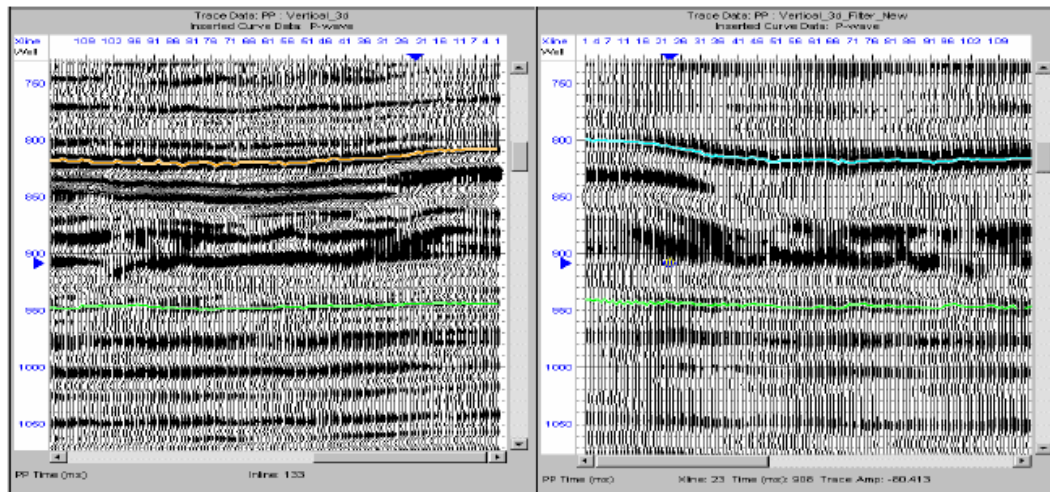 Trace Data: PP : Vertical_3d
Inserted Curve Data: P-wave
Xline 109 102 96 91 86 81 76 71 66 61 56 51 46 41 36 31 26 21 16 11 7 4 1
Well
750
800
850
900
950
1000
1050
PP Time (ms)
Inline: 133
Trace Data: PP : Vertical_3d_Filter_New
Inserted Curve Data: P-wave
Xline: 1 4 7 11 16 21 26 31 36 41 46 51 56 61 66 71 76 81 86 91 96 102 109
Well
750
800
850
900
950
1000
1050
PP Time (ms)
Xline: 23 Time (ms): 908 Trace Amp: -80.413